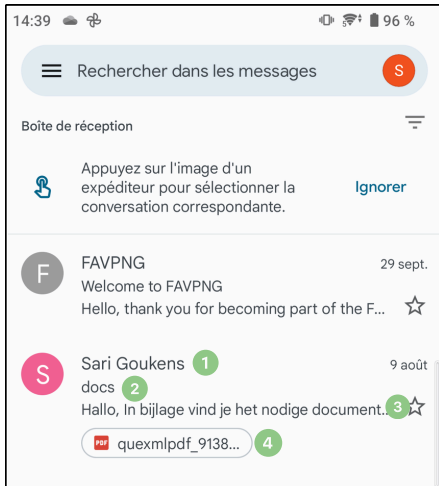 14:39 96 %
Rechercher dans les messages S
Boîte de réception
Appuyez sur l'image d'un
expéditeur pour sélectionner la
conversation correspondante.
Ignorer
F FAVPNG 29 sept.
Welcome to FAVPNG
Hello, thank you for becoming part of the F...
S Sari Goukens 1 9 août
docs 2
Hallo, In bijlage vind je het nodige document... 3
PDF quexmlpdf_9138... 4